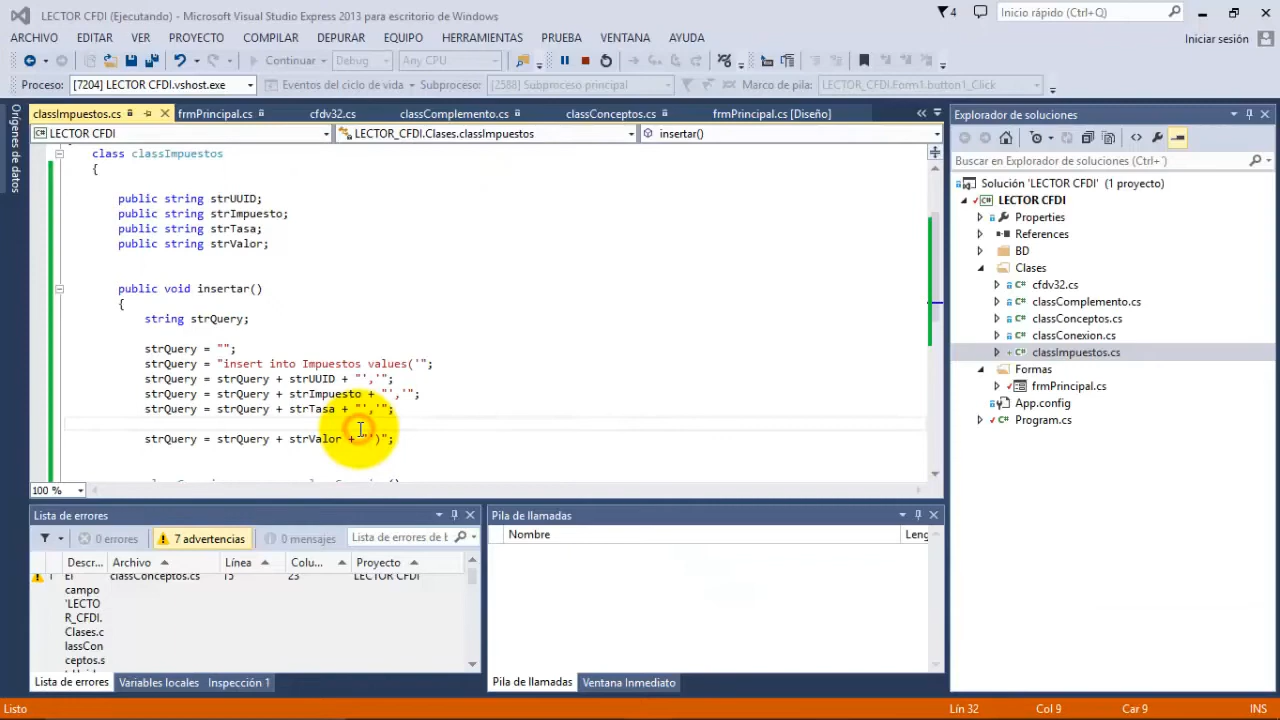 LECTOR CFDI (Ejecutando) - Microsoft Visual Studio Express 2013 para escritorio de Windows
4
Inicio rápido (Ctrl+Q)
ARCHIVO EDITAR VER PROYECTO COMPILAR DEPURAR EQUIPO HERRAMIENTAS PRUEBA VENTANA AYUDA
Iniciar sesión
Continuar Debug Any CPU
Proceso: [7204] LECTOR CFDI.vshost.exe Eventos del ciclo de vida Subproceso: [2588] Subproceso principal Marco de pila: LECTOR_CFDI.Form1.button1_Click
Orígenes de datos
classImpuestos.cs frmPrincipal.cs cfdv32.cs classComplemento.cs classConceptos.cs frmPrincipal.cs [Diseño]
LECTOR CFDI LECTOR_CFDI.Clases.classImpuestos insertar()
class classImpuestos
{
public string strUUID;
public string strImpuesto;
public string strTasa;
public string strValor;
public void insertar()
{
string strQuery;
strQuery = "";
strQuery = "insert into Impuestos values('";
strQuery = strQuery + strUUID + "','";
strQuery = strQuery + strImpuesto + "','";
strQuery = strQuery + strTasa + "','";
strQuery = strQuery + strValor + "')";
100 %
Explorador de soluciones
Buscar en Explorador de soluciones (Ctrl+´)
Solución 'LECTOR CFDI' (1 proyecto)
LECTOR CFDI
Properties
References
BD
Clases
cfdv32.cs
classComplemento.cs
classConceptos.cs
classConexion.cs
classImpuestos.cs
Formas
frmPrincipal.cs
App.config
Program.cs
Lista de errores
0 errores 7 advertencias 0 mensajes Lista de errores de b
Descr... Archivo Línea Colu... Proyecto
1 El classConceptos.cs 15 23 LECTOR CFDI
campo
'LECTO
R_CFDI.
Clases.c
lassCon
ceptos.s
Lista de errores Variables locales Inspección 1
Pila de llamadas
Nombre Leng
Pila de llamadas Ventana Inmediato
Listo Lín 32 Col 9 Car 9 INS